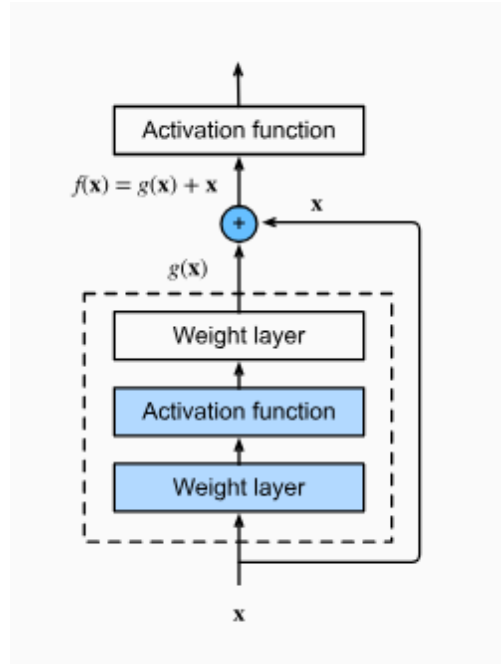 Activation function
f(x) = g(x) + x
x
+
g(x)
Weight layer
Activation function
Weight layer
x